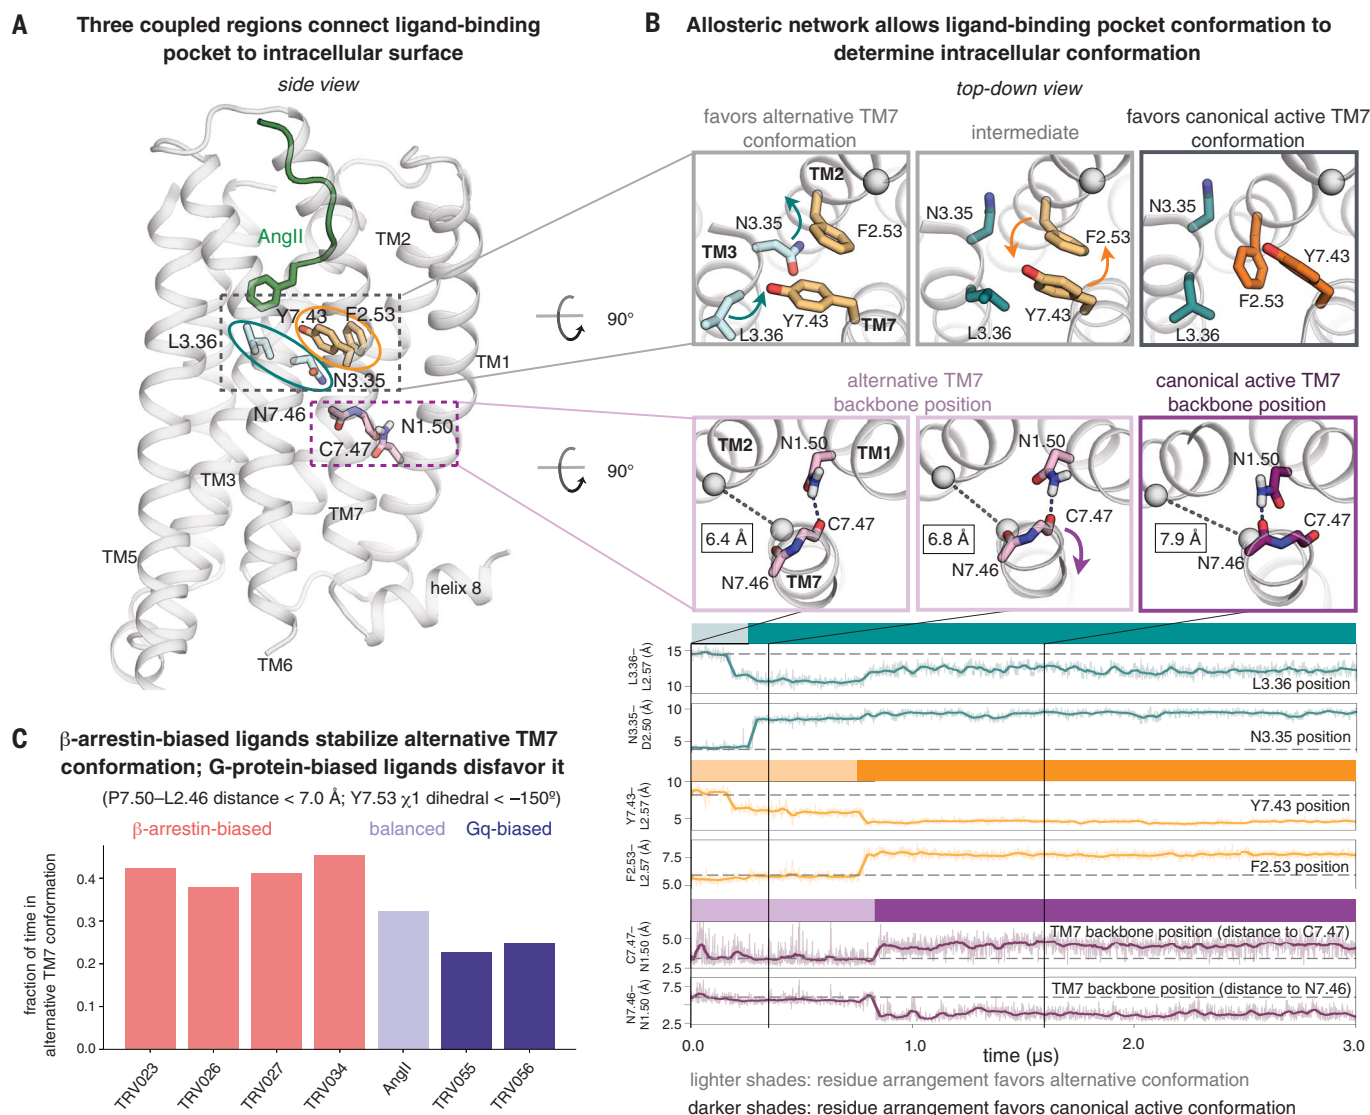 A
Three coupled regions connect ligand-binding
pocket to intracellular surface
side view
AngII
TM2
Y7.43
F2.53
L3.36
N3.35
TM1
N7.46
N1.50
C7.47
TM3
TM7
TM5
helix 8
TM6
90°
90°
B
Allosteric network allows ligand-binding pocket conformation to
determine intracellular conformation
top-down view
favors alternative TM7
conformation
intermediate
favors canonical active TM7
conformation
TM2
N3.35
F2.53
TM3
Y7.43
L3.36
TM7
N3.35
F2.53
Y7.43
L3.36
N3.35
Y7.43
F2.53
L3.36
alternative TM7
backbone position
canonical active TM7
backbone position
N1.50
TM2
TM1
C7.47
6.4 Å
N7.46
TM7
N1.50
C7.47
6.8 Å
N7.46
N1.50
C7.47
7.9 Å
N7.46
L3.36–
L2.57 (Å)
15
10
L3.36 position
N3.35–
D2.50 (Å)
10
5
N3.35 position
Y7.43–
L2.57 (Å)
10
5
Y7.43 position
F2.53–
L2.57 (Å)
7.5
5.0
F2.53 position
C7.47–
N1.50 (Å)
5.0
2.5
TM7 backbone position (distance to C7.47)
N7.46–
N1.50 (Å)
7.5
2.5
TM7 backbone position (distance to N7.46)
0.0
1.0
2.0
3.0
time (μs)
lighter shades: residue arrangement favors alternative conformation
darker shades: residue arrangement favors canonical active conformation
C
β-arrestin-biased ligands stabilize alternative TM7
conformation; G-protein-biased ligands disfavor it
(P7.50–L2.46 distance < 7.0 Å; Y7.53 χ1 dihedral < –150º)
β-arrestin-biased
balanced
Gq-biased
fraction of time in
alternative TM7 conformation
0.4
0.3
0.2
0.1
0.0
TRV023
TRV026
TRV027
TRV034
AngII
TRV055
TRV056